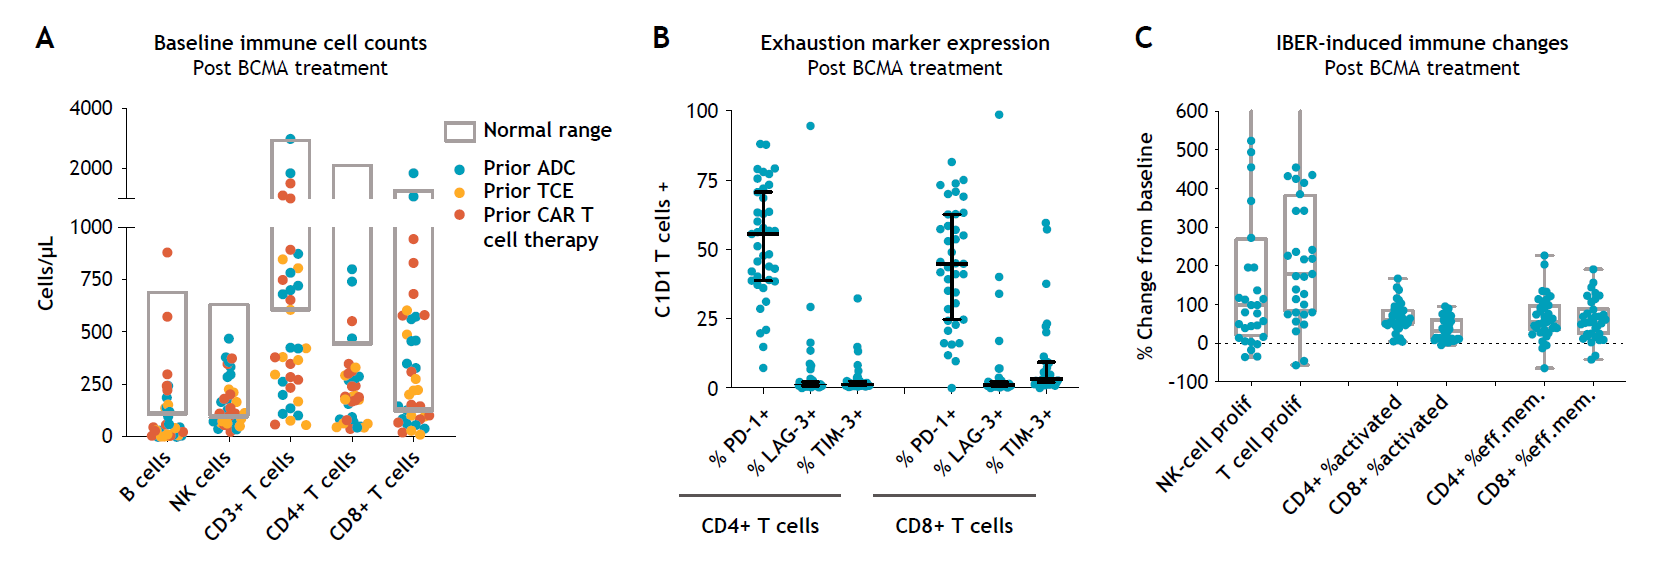 A
Baseline immune cell counts
Post BCMA treatment
Cells/µL
4000
2000
1000
750
500
250
0
Normal range
Prior ADC
Prior TCE
Prior CAR T
cell therapy
B cells
NK cells
CD3+ T cells
CD4+ T cells
CD8+ T cells
B
Exhaustion marker expression
Post BCMA treatment
C1D1 T cells +
100
75
50
25
0
% PD-1+
% LAG-3+
% TIM-3+
% PD-1+
% LAG-3+
% TIM-3+
CD4+ T cells
CD8+ T cells
C
IBER-induced immune changes
Post BCMA treatment
% Change from baseline
600
500
400
300
200
100
0
-100
NK-cell prolif
T cell prolif
CD4+ %activated
CD8+ %activated
CD4+ %eff.mem.
CD8+ %eff.mem.